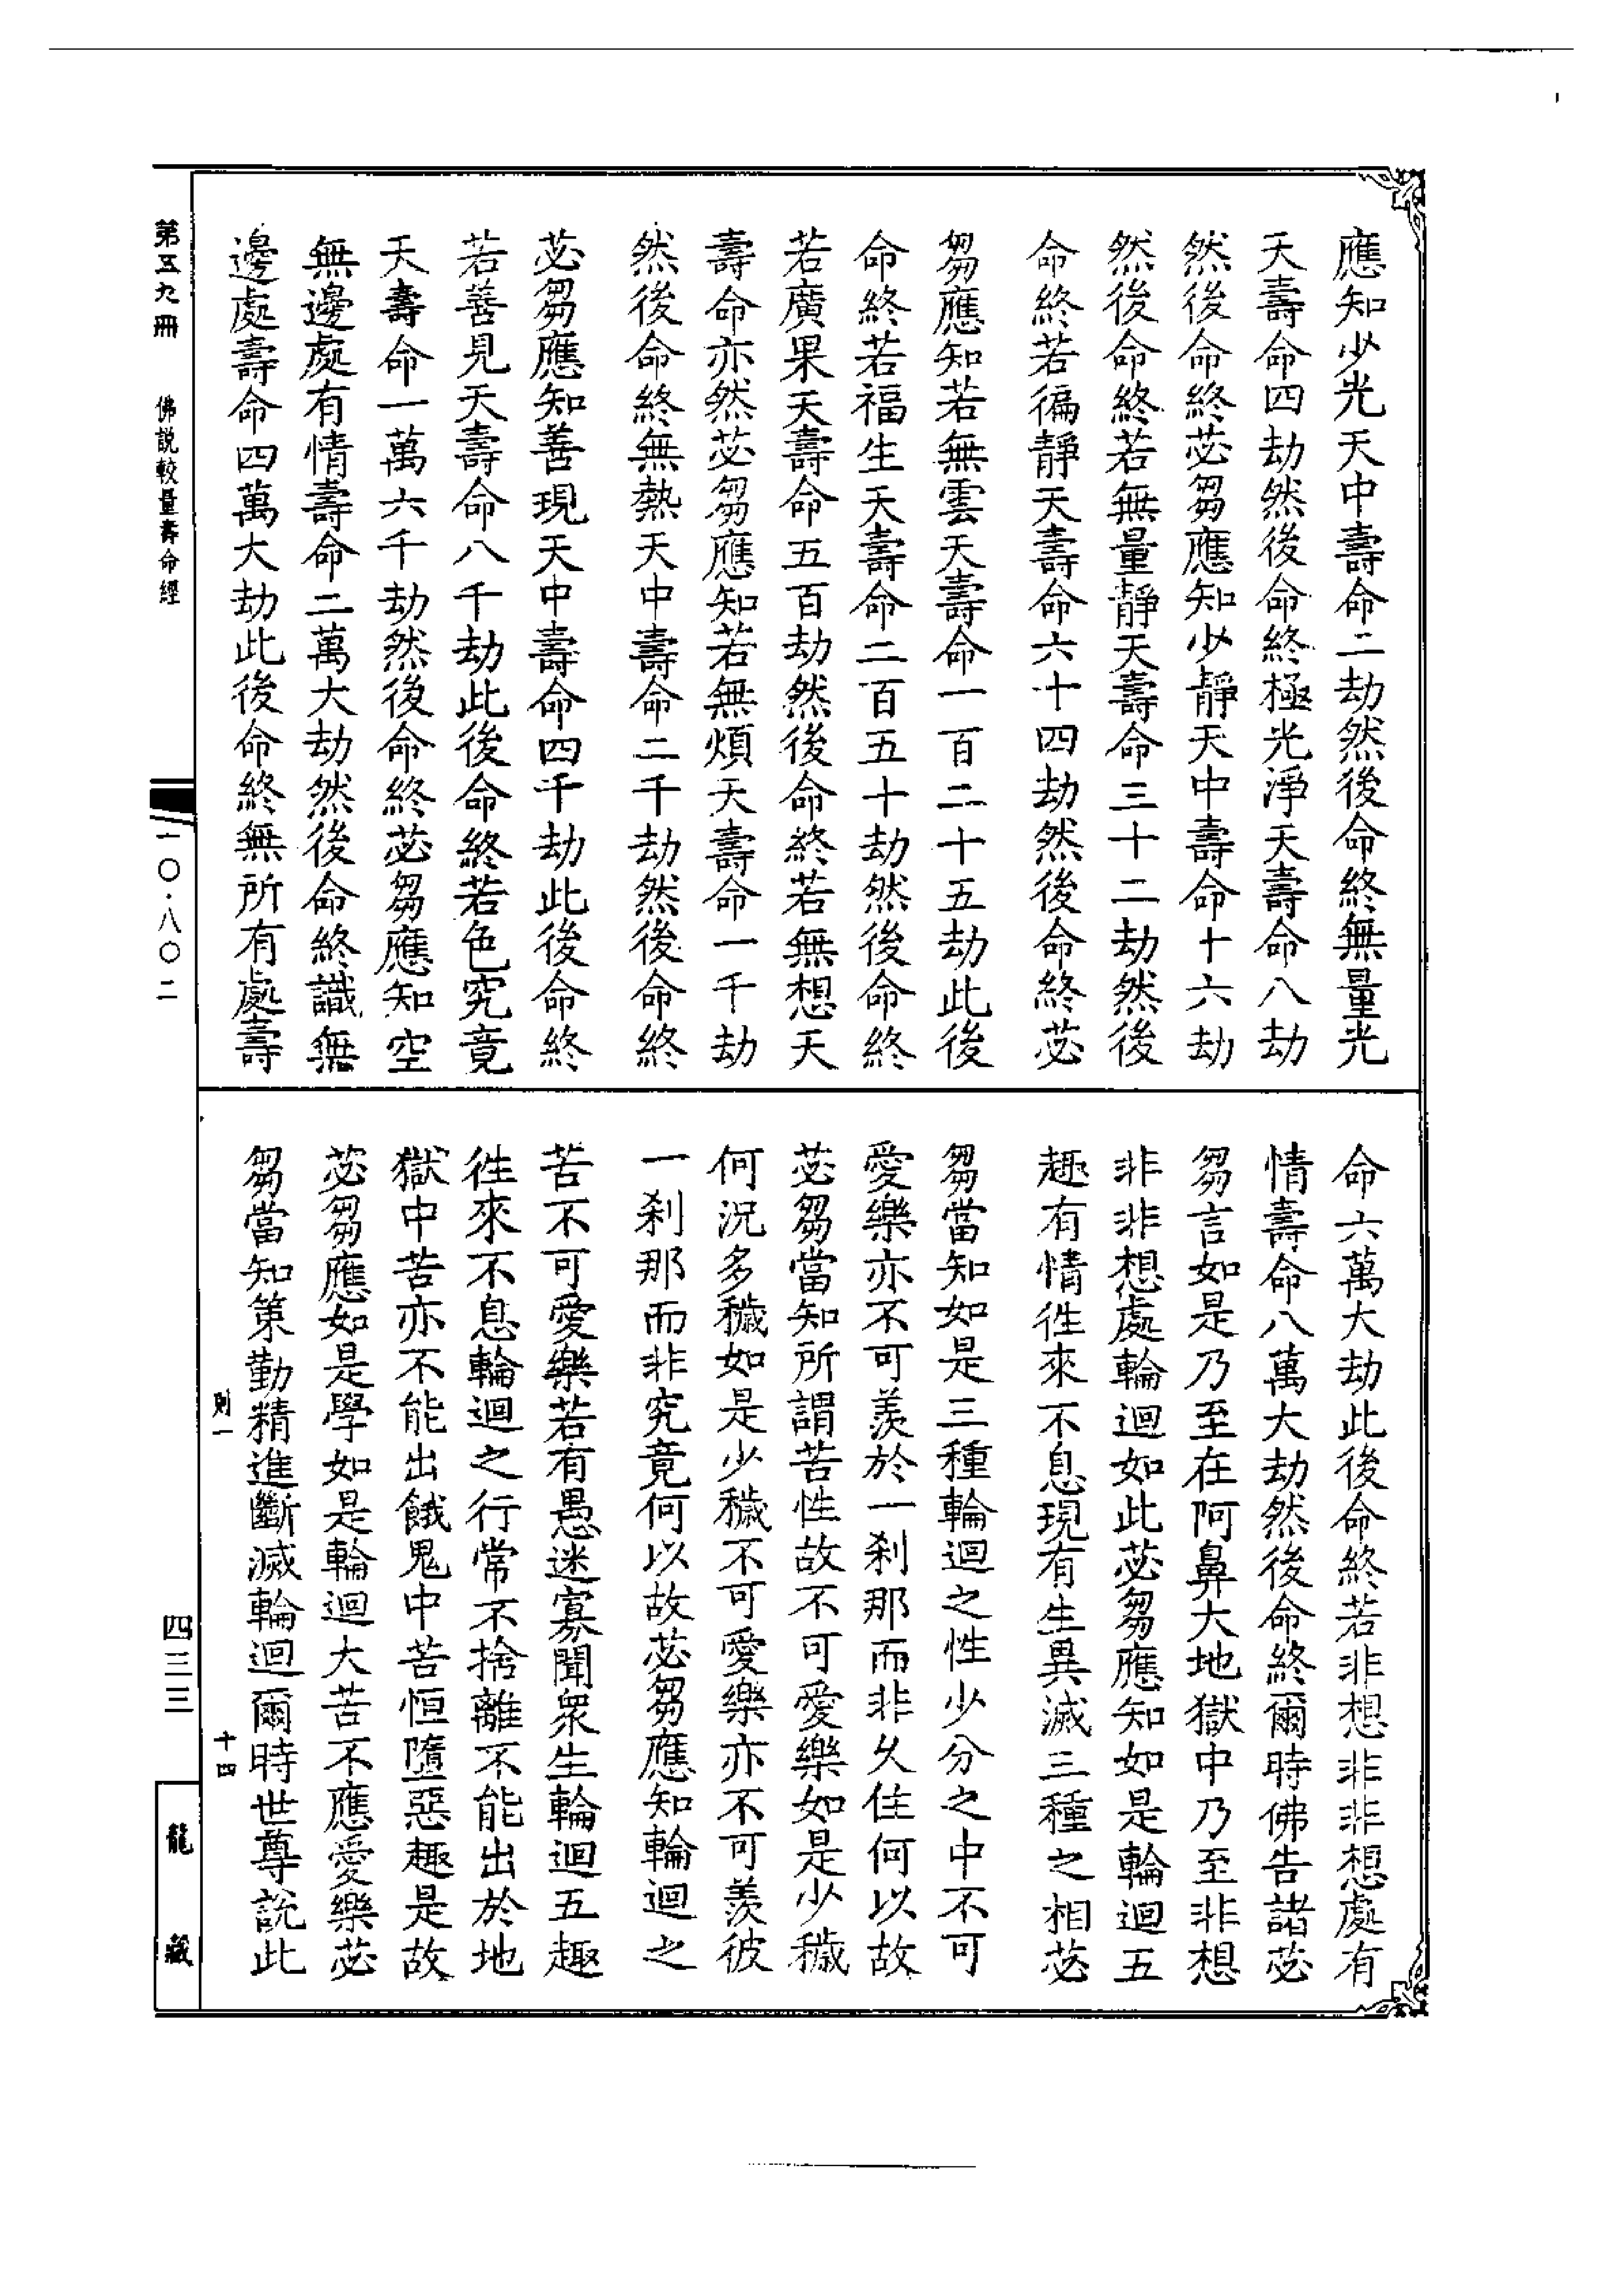 應知少光天中壽命二劫然後命終無量光
天壽命四劫然後命終極光淨天壽命八劫
然後命終苾芻應知少靜天中壽命十六劫
然後命終若無量靜天壽命三十二劫然後
命終若徧靜天壽命六十四劫然後命終苾
芻應知若無雲天壽命一百二十五劫此後
命終若福生天壽命二百五十劫然後命終
若廣果天壽命五百劫然後命終若無想天
壽命亦然苾芻應知若無煩天壽命一千劫
然後命終無熱天中壽命二千劫然後命終
苾芻應知善現天中壽命四千劫此後命終
若善見天壽命八千劫此後命終若色究竟
天壽命一萬六千劫然後命終苾芻應知空
無邊處有情壽命二萬大劫然後命終識無
邊處壽命四萬大劫此後命終無所有處壽
命六萬大劫此後命終若非想非非想處有
情壽命八萬大劫然後命終爾時佛告諸苾
芻言如是乃至在阿鼻大地獄中乃至非想
非非想處輪迴如此苾芻應知如是輪迴五
趣有情徃來不息現有生異滅三種之相苾
芻當知如是三種輪迴之性少分之中不可
愛樂亦不可羨於一刹那而非久住何以故
苾芻當知所謂苦性故不可愛樂如是少穢
何況多穢如是少穢不可愛樂亦不可羨彼
一刹那而非究竟何以故苾芻應知輪迴之
苦不可愛樂若有愚迷寡聞衆生輪迴五趣
徃來不息輪迴之行常不捨離不能出於地
獄中苦亦不能出餓鬼中苦恒墮惡趣是故
苾芻應如是學如是輪迴大苦不應愛樂苾
芻當知策勤精進斷滅輪迴爾時世尊說此
則一
十四
第五九冊
佛說較量壽命經
一〇·八〇二
四三三
龍藏